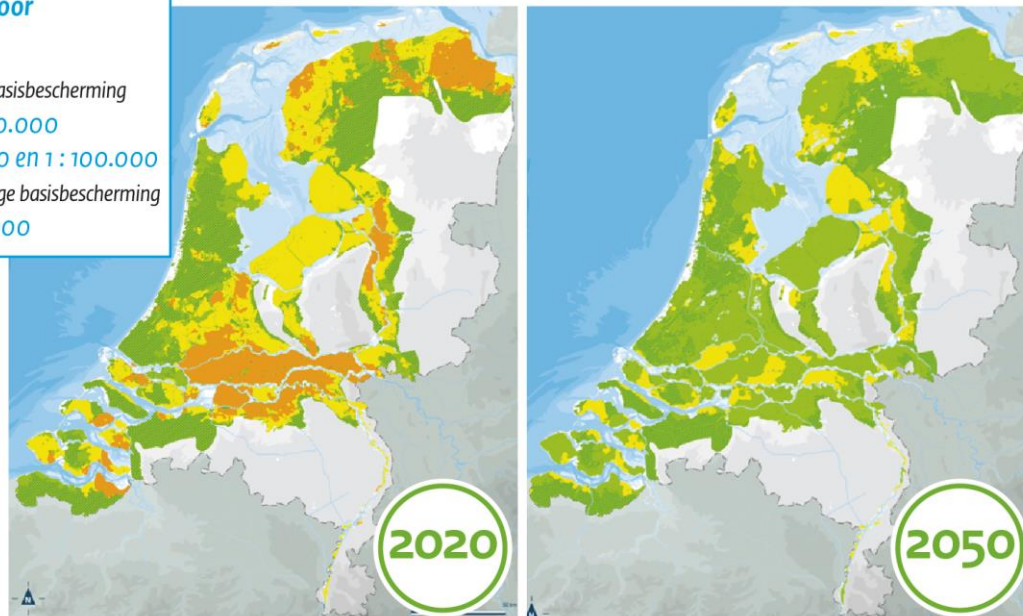 oor
asisbescherming
0.000
0 en 1 : 100.000
ge basisbescherming
00
2020
2050
N
N